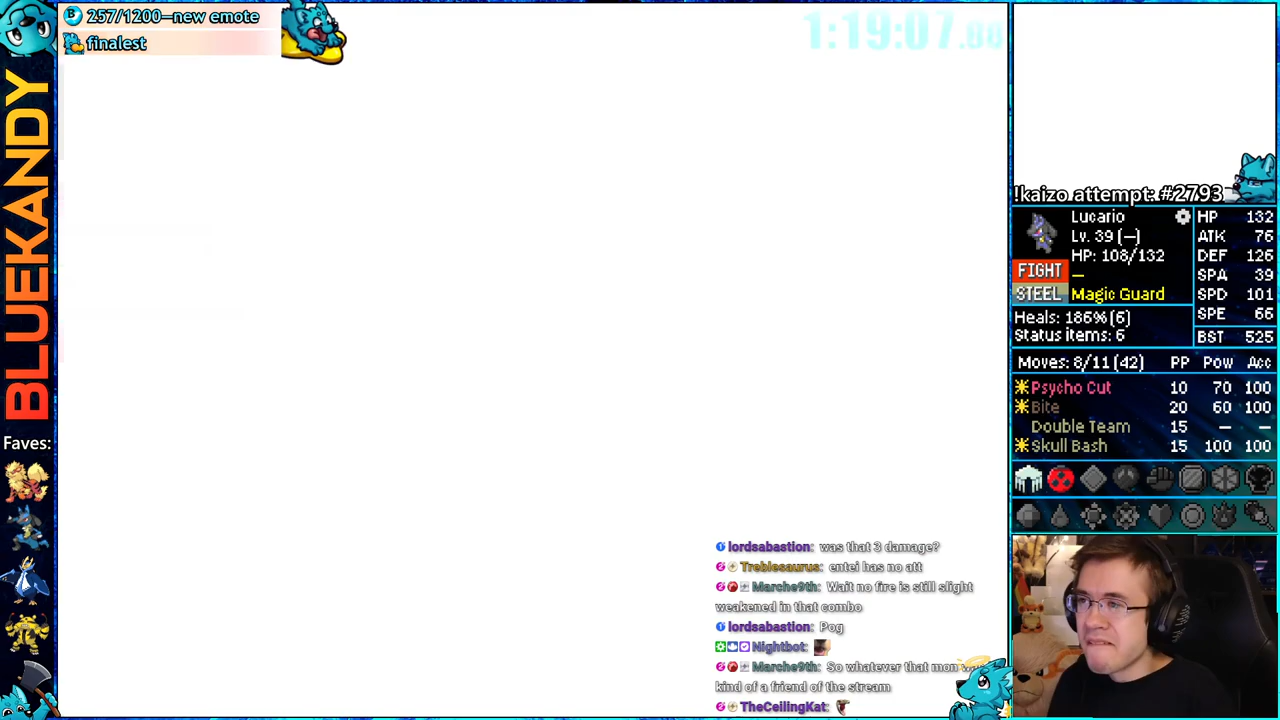 257/1200—new emote
finalest
1:19:07.80
BLUEKANDY
Faves:
!kaizo attempt: #2793
Lucario
Lv. 39 (—)
HP: 108/132
FIGHT
—
STEEL
Magic Guard
Heals: 186% (6)
Status items: 6
HP 132
ATK 76
DEF 126
SPA 39
SPD 101
SPE 66
BST 525
Moves: 8/11 (42) PP Pow Acc
Psycho Cut 10 70 100
Bite 20 60 100
Double Team 15 — —
Skull Bash 15 100 100
lordsabastion: was that 3 damage?
Treblesaurus: entei has no att
Marche9th: Wait no fire is still slight
weakened in that combo
lordsabastion: Pog
Nightbot:
Marche9th: So whatever that mon
kind of a friend of the stream
TheCeilingKat: